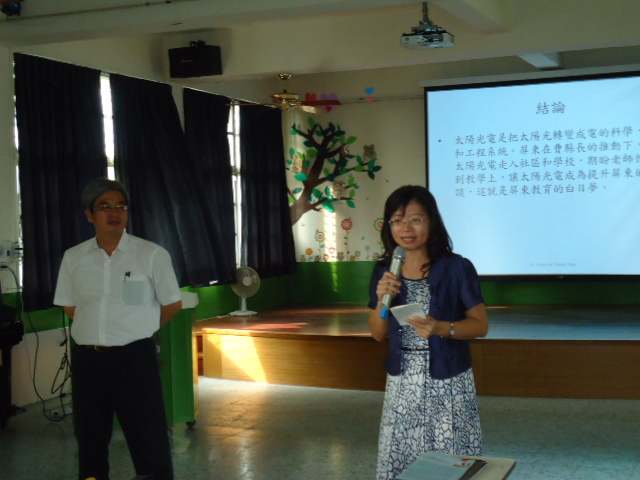 結論
太陽光電是把太陽光轉變成電的科學
和工程系統。屏東在曹縣長的推動下，
太陽光電走入社區和學校，期盼老師們
到教學上，讓太陽光電成為提升屏東的
談，這就是屏東教育的白日夢。